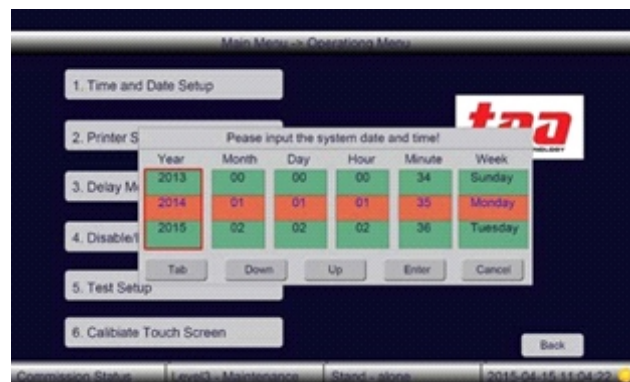 Main Menu -> Operationg Menu
1. Time and Date Setup
2. Printer S
Pease input the system date and time!
Year Month Day Hour Minute Week
2013 00 00 00 34 Sunday
3. Delay M
2014 01 01 01 35 Monday
2015 02 02 02 36 Tuesday
4. Disable/
Tab Down Up Enter Cancel
5. Test Setup
6. Calibiate Touch Screen
Back
Commission Status Level3 - Maintenance Stand - alone 2015-04-15 11:04:22